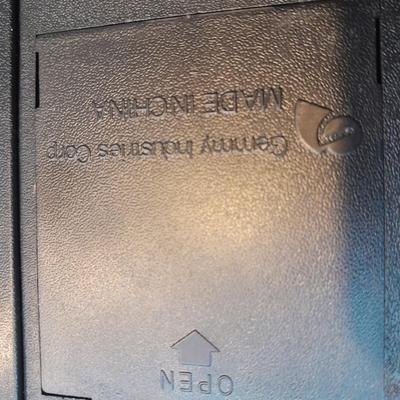 OPEN
Gemmy Industries Corp
MADE IN CHINA